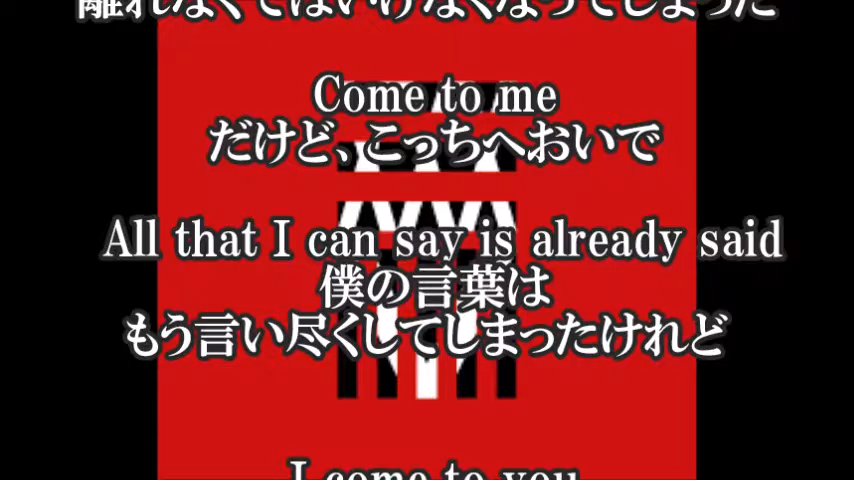 離れなくてはいけなくなってしまった
Come to me
だけど、こっちへおいで
All that I can say is already said
僕の言葉は
もう言い尽くしてしまったけれど
I come to you